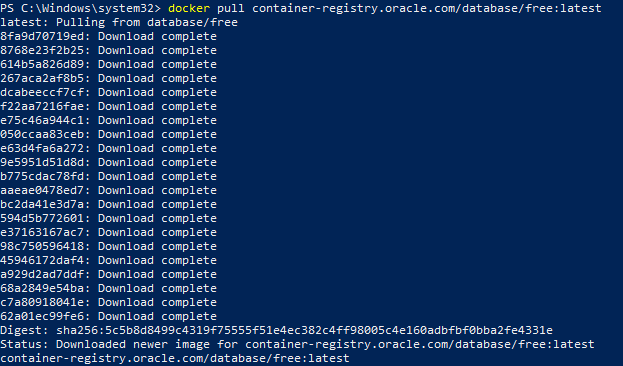 PS C:\Windows\system32> docker pull container-registry.oracle.com/database/free:latest
latest: Pulling from database/free
8fa9d70719ed: Download complete
8768e23f2b25: Download complete
614b5a826d89: Download complete
267aca2af8b5: Download complete
dcabeeccf7cf: Download complete
f22aa7216fae: Download complete
e75c46a944c1: Download complete
050ccaa83ceb: Download complete
e63d4fa6a272: Download complete
9e5951d51d8d: Download complete
b775cdac78fd: Download complete
aaeae0478ed7: Download complete
bc2da41e3d7a: Download complete
594d5b772601: Download complete
e37163167ac7: Download complete
98c750596418: Download complete
45946172daf4: Download complete
a929d2ad7ddf: Download complete
68a2849e54ba: Download complete
c7a80918041e: Download complete
62a01ec99fe6: Download complete
Digest: sha256:5c5b8d8499c4319f75555f51e4ec382c4ff98005c4e160adbfbf0bba2fe4331e
Status: Downloaded newer image for container-registry.oracle.com/database/free:latest
container-registry.oracle.com/database/free:latest